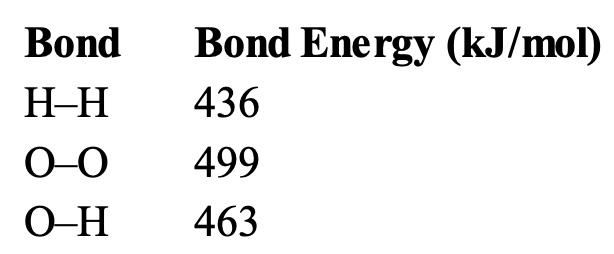 Bond Bond Energy (kJ/mol)
H–H 436
O–O 499
O–H 463